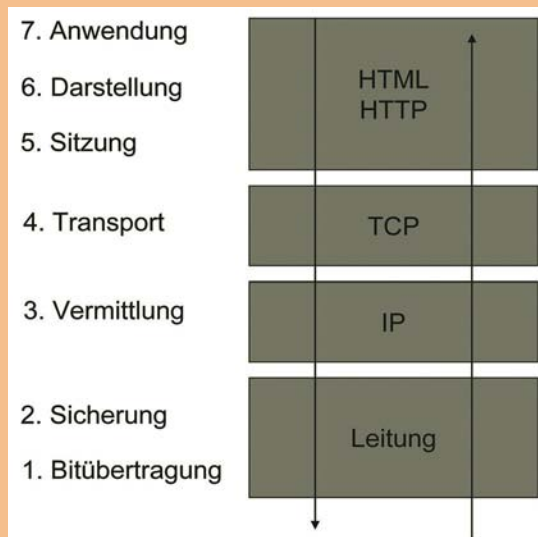 7. Anwendung
6. Darstellung
5. Sitzung
HTML
HTTP
4. Transport
TCP
3. Vermittlung
IP
2. Sicherung
1. Bitübertragung
Leitung